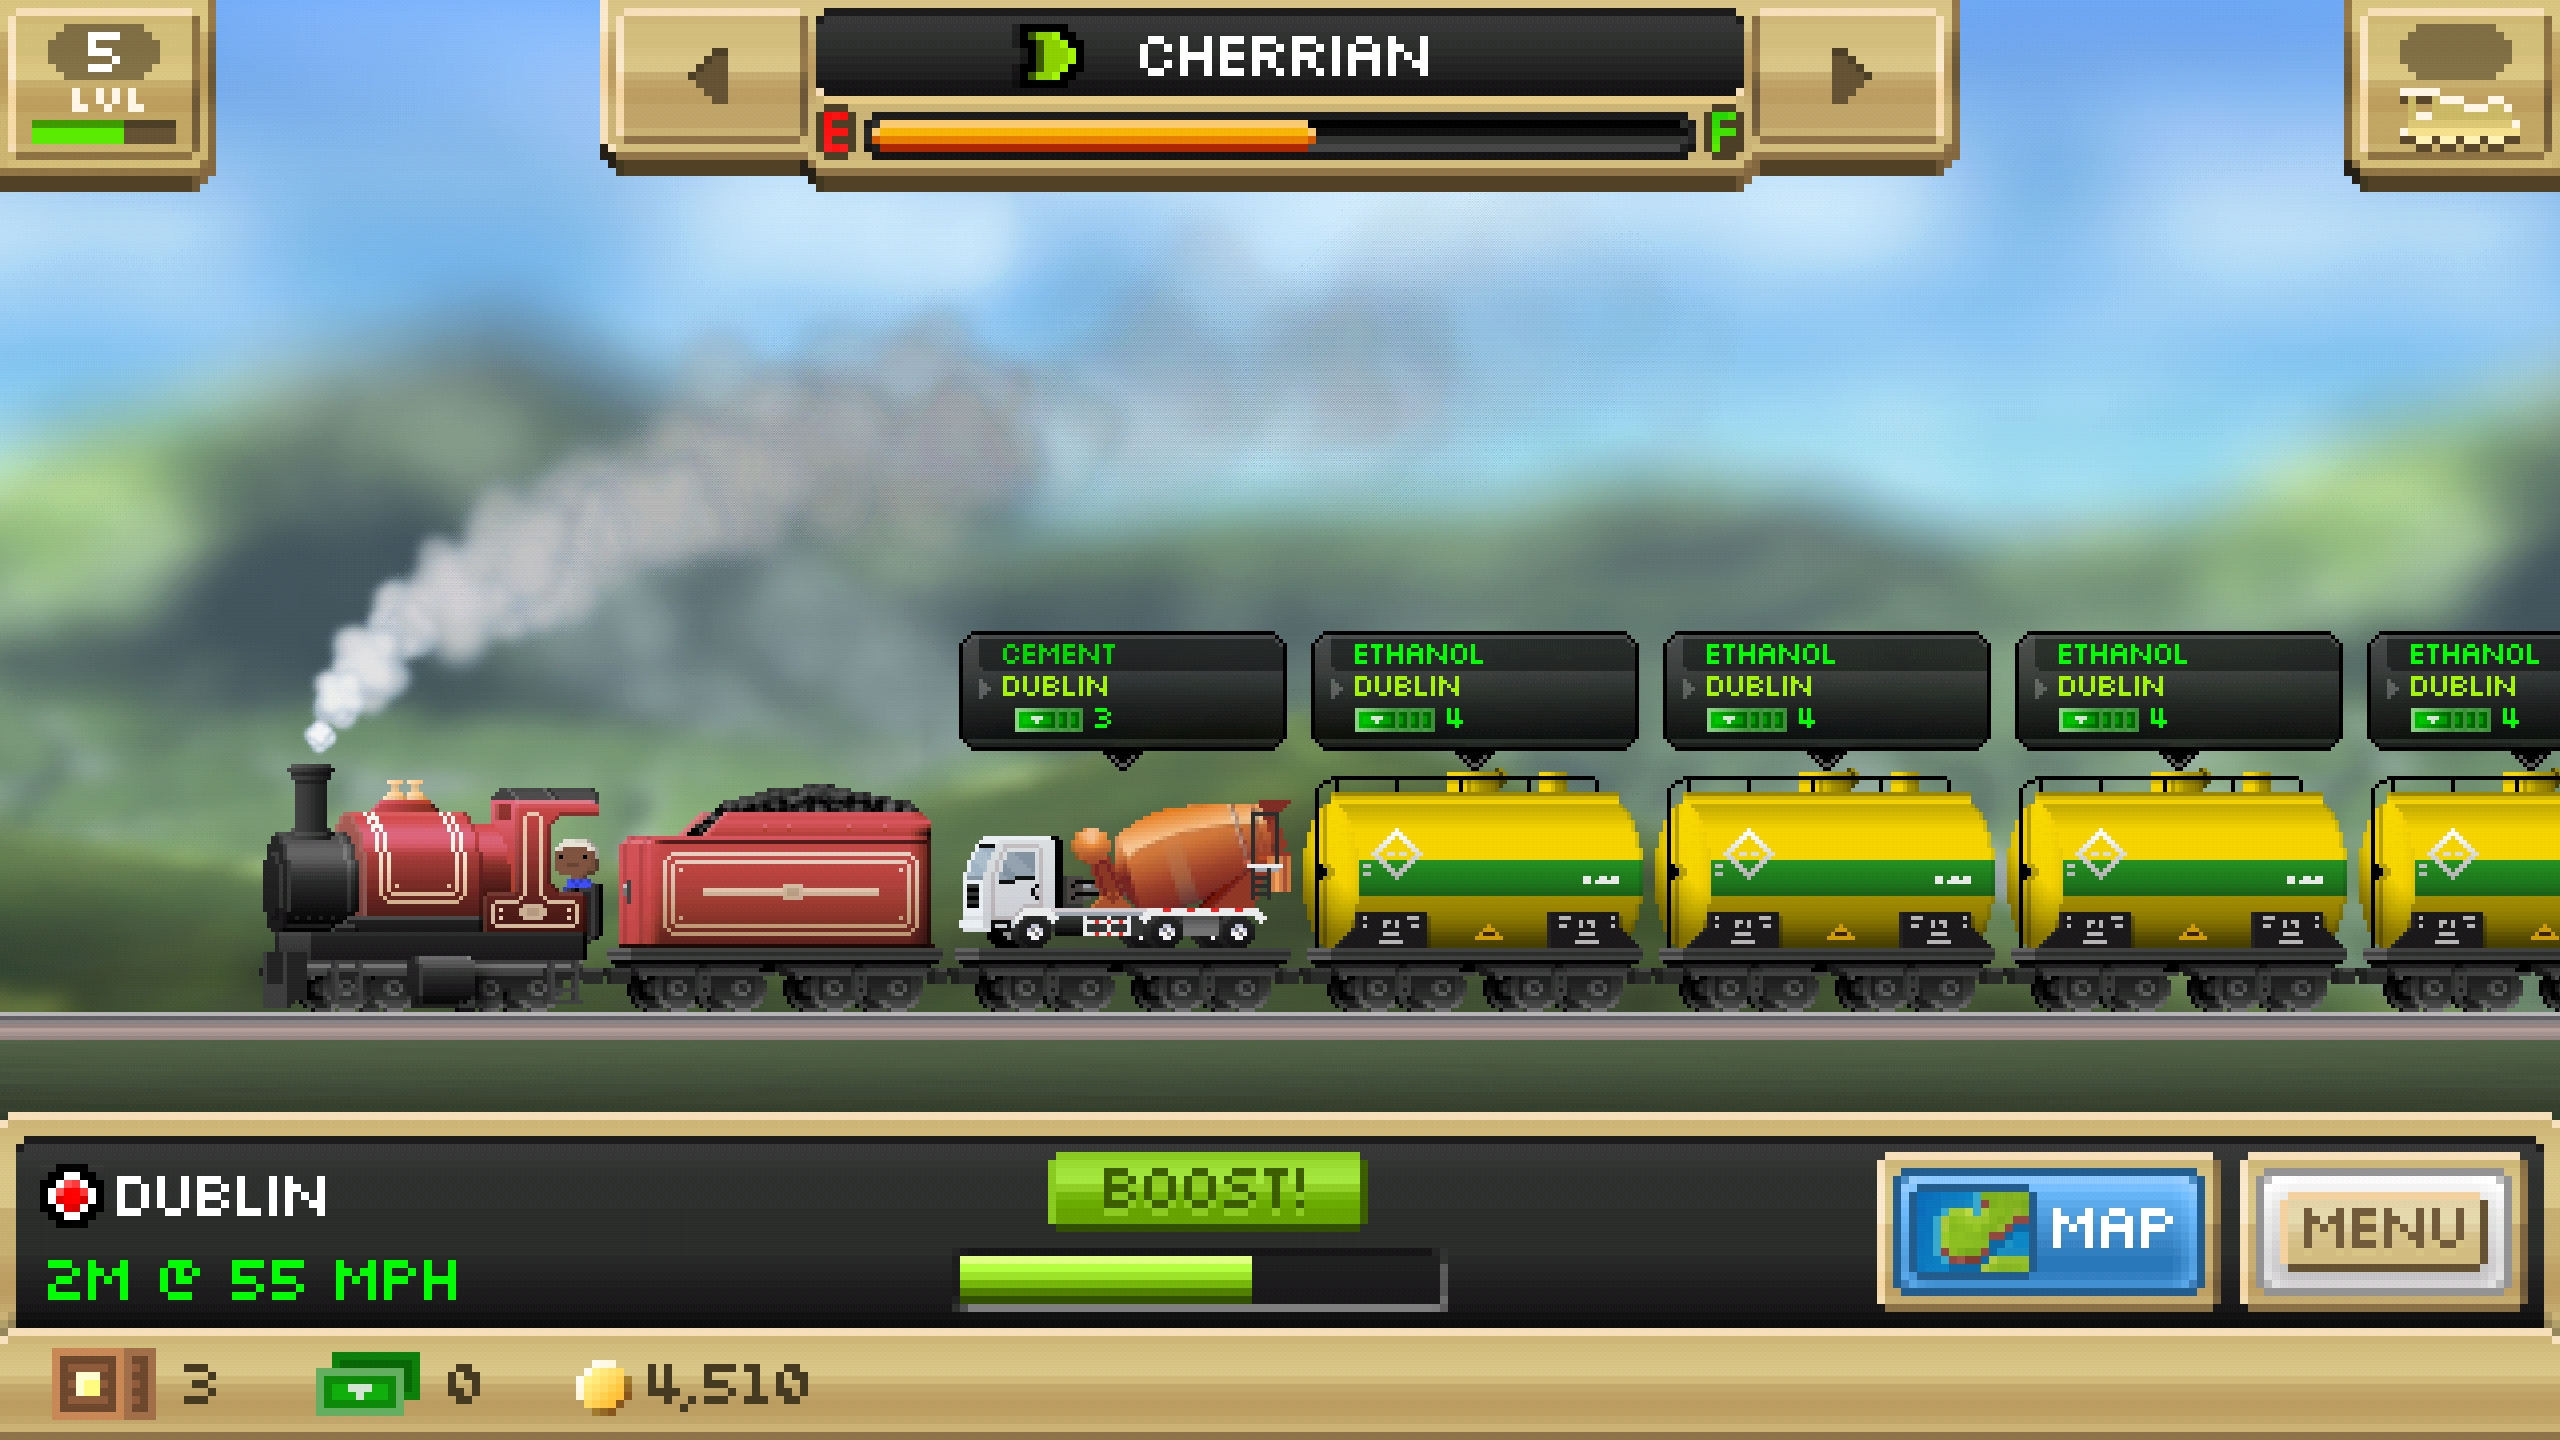 5
LVL
CHERRIAN
E F
CEMENT
DUBLIN
3
ETHANOL
DUBLIN
4
ETHANOL
DUBLIN
4
ETHANOL
DUBLIN
4
ETHANOL
DUBLIN
4
DUBLIN
2M @ 55 MPH
BOOST!
MAP
MENU
3
0
4,510